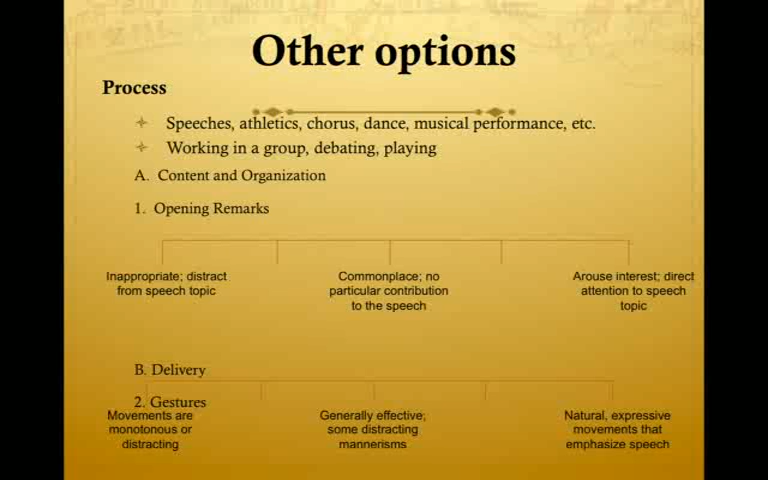 Other options
Process
Speeches, athletics, chorus, dance, musical performance, etc.
Working in a group, debating, playing
A. Content and Organization
1. Opening Remarks
Inappropriate; distract
from speech topic
Commonplace; no
particular contribution
to the speech
Arouse interest; direct
attention to speech
topic
B. Delivery
2. Gestures
Movements are
monotonous or
distracting
Generally effective;
some distracting
mannerisms
Natural, expressive
movements that
emphasize speech